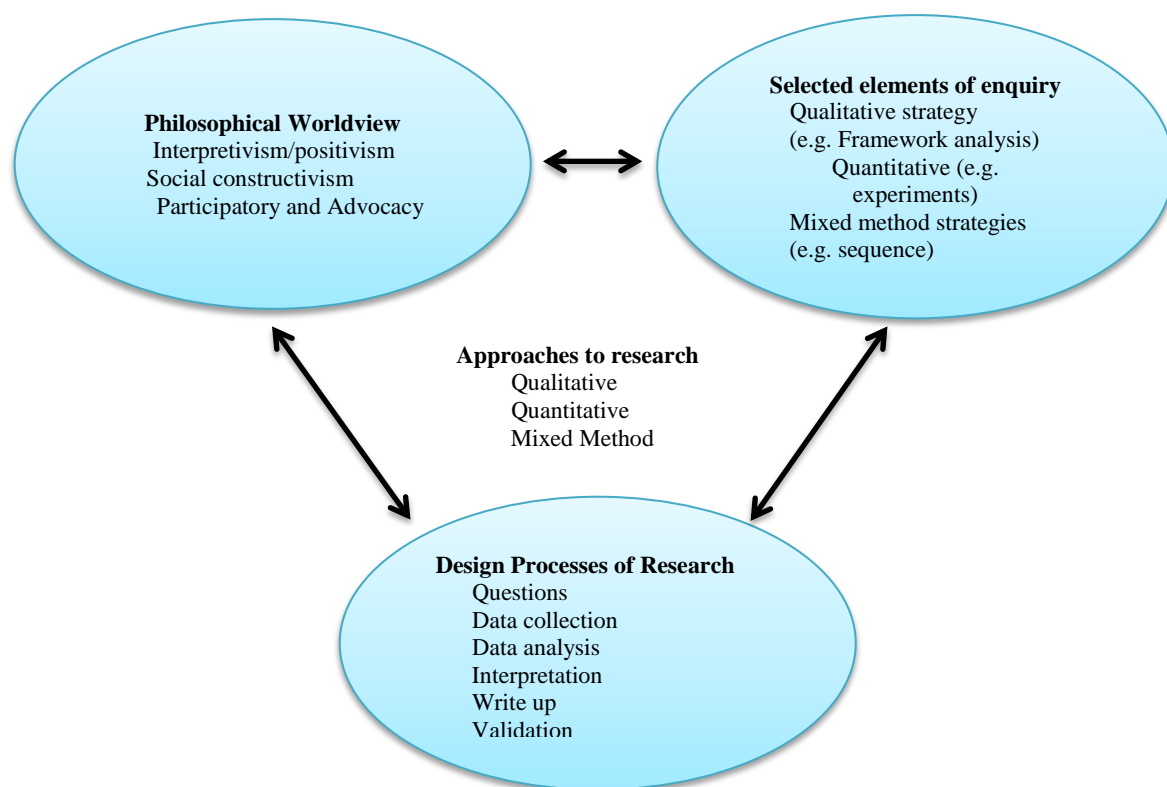 Philosophical Worldview
Interpretivism/positivism
Social constructivism
Participatory and Advocacy
Selected elements of enquiry
Qualitative strategy
(e.g. Framework analysis)
Quantitative (e.g.
experiments)
Mixed method strategies
(e.g. sequence)
Approaches to research
Qualitative
Quantitative
Mixed Method
Design Processes of Research
Questions
Data collection
Data analysis
Interpretation
Write up
Validation